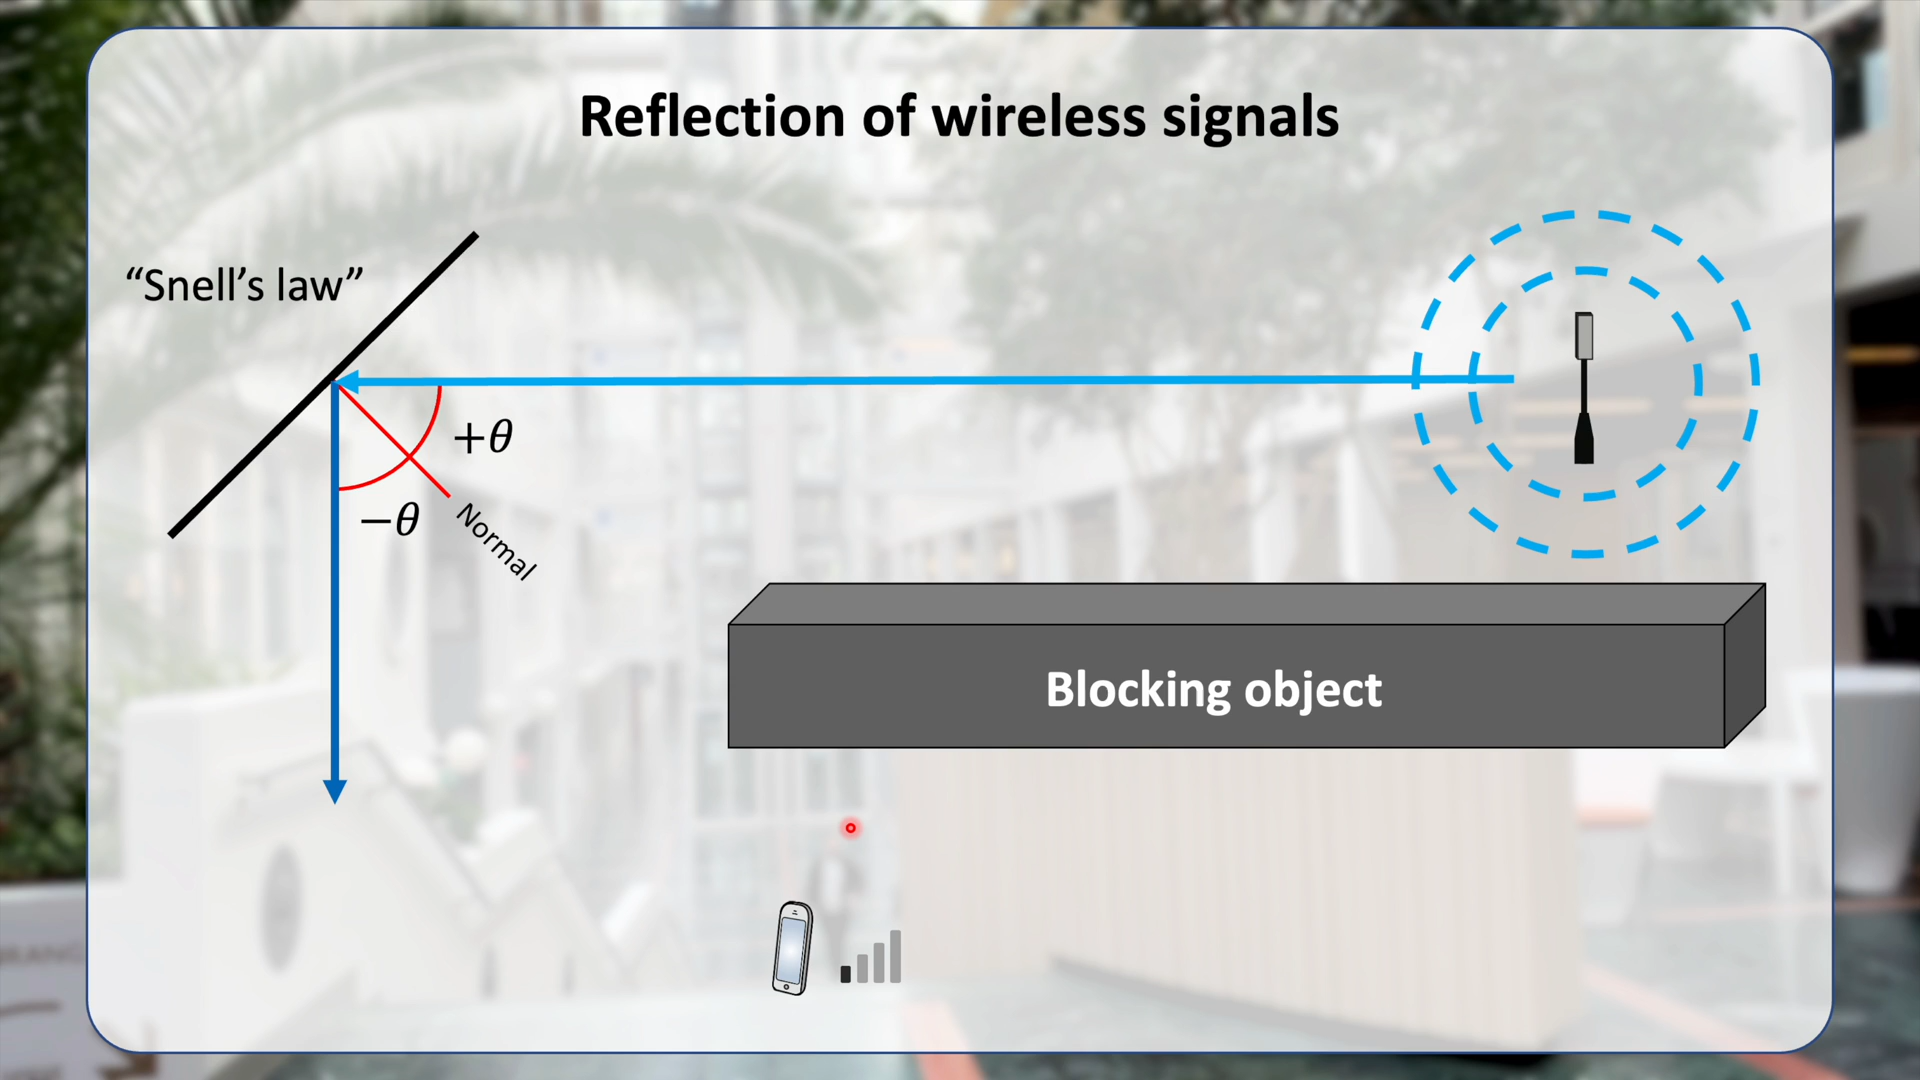 Reflection of wireless signals
“Snell’s law”
+θ
−θ
Normal
Blocking object